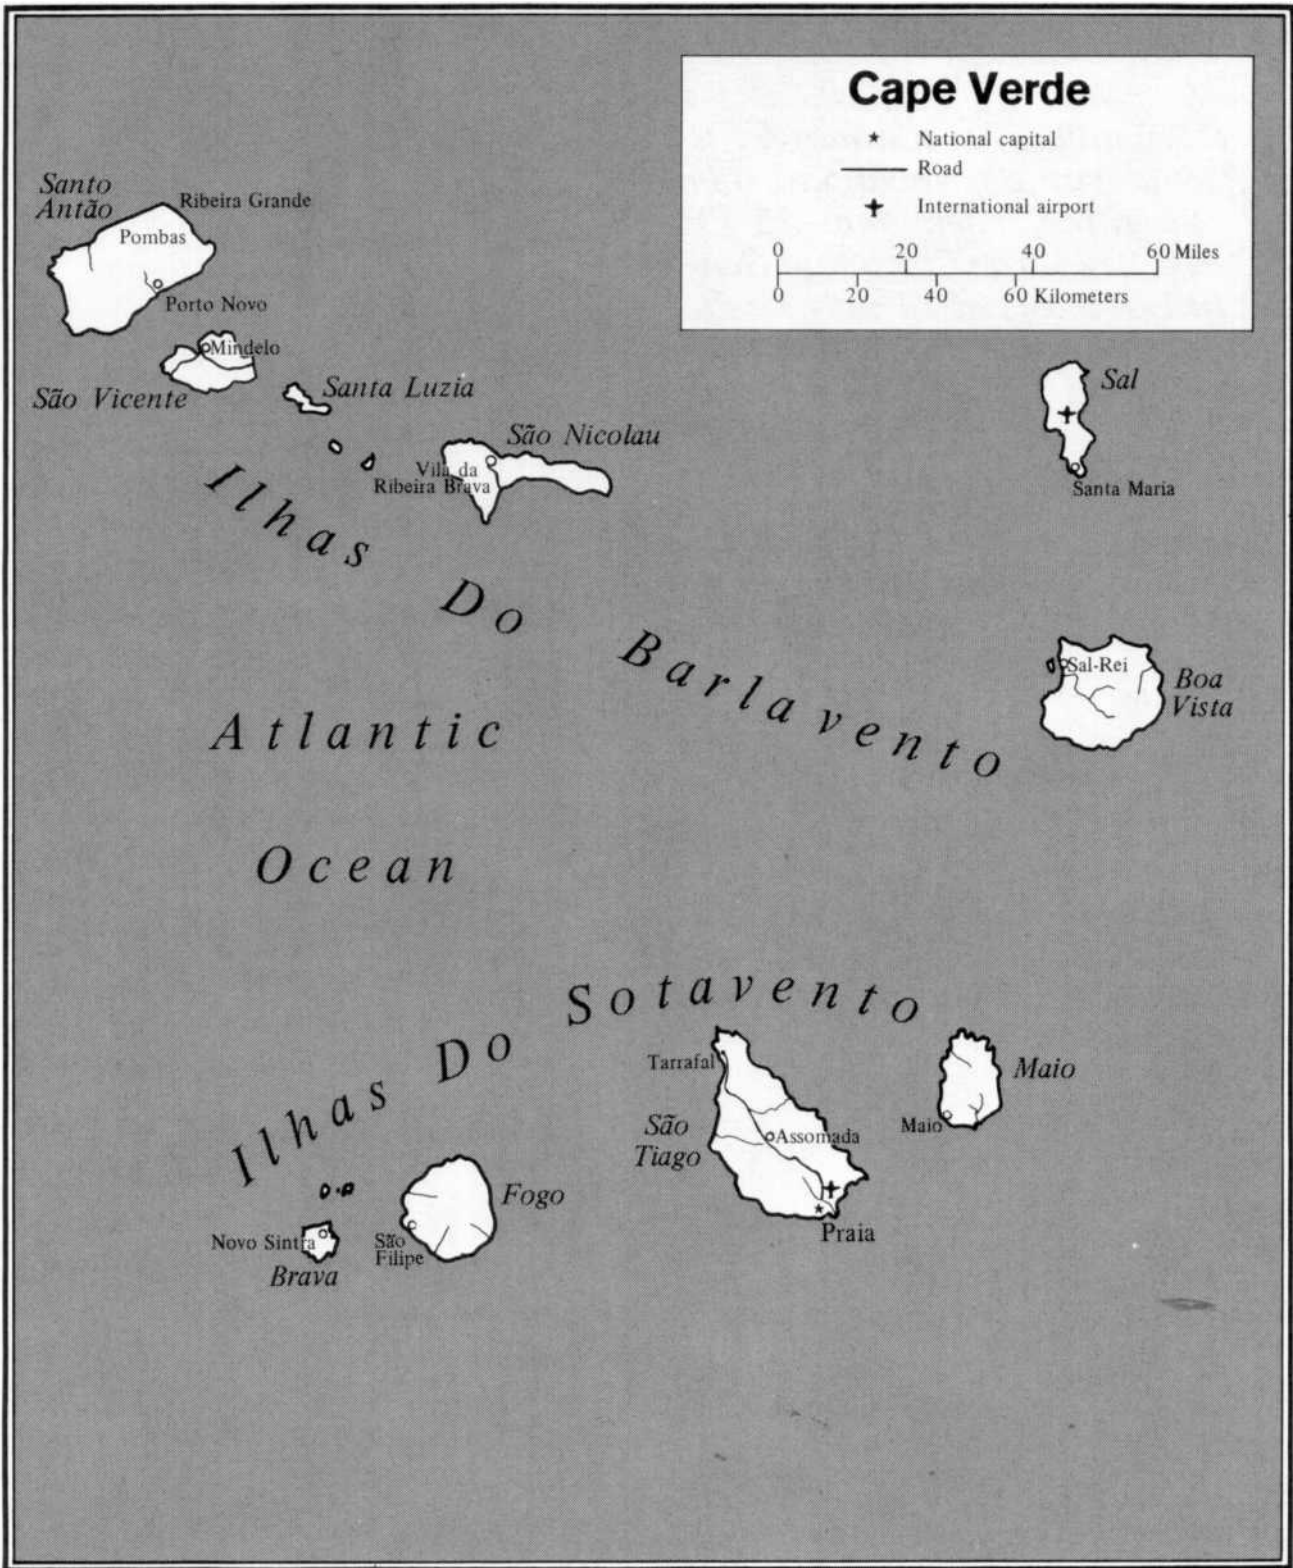 Cape Verde
National capital
Road
International airport
0 20 40 60 Miles
0 20 40 60 Kilometers
Santo
Antão
Ribeira Grande
Pombas
Porto Novo
Mindelo
São Vicente
Santa Luzia
São Nicolau
Vila da
Ribeira Brava
Sal
Santa Maria
Ilhas Do Barlavento
Sal-Rei
Boa
Vista
Atlantic
Ocean
Ilhas Do Sotavento
Tarrafal
São
Tiago
Assomada
Praia
Maio
Maio
Fogo
São
Filipe
Novo Sintra
Brava